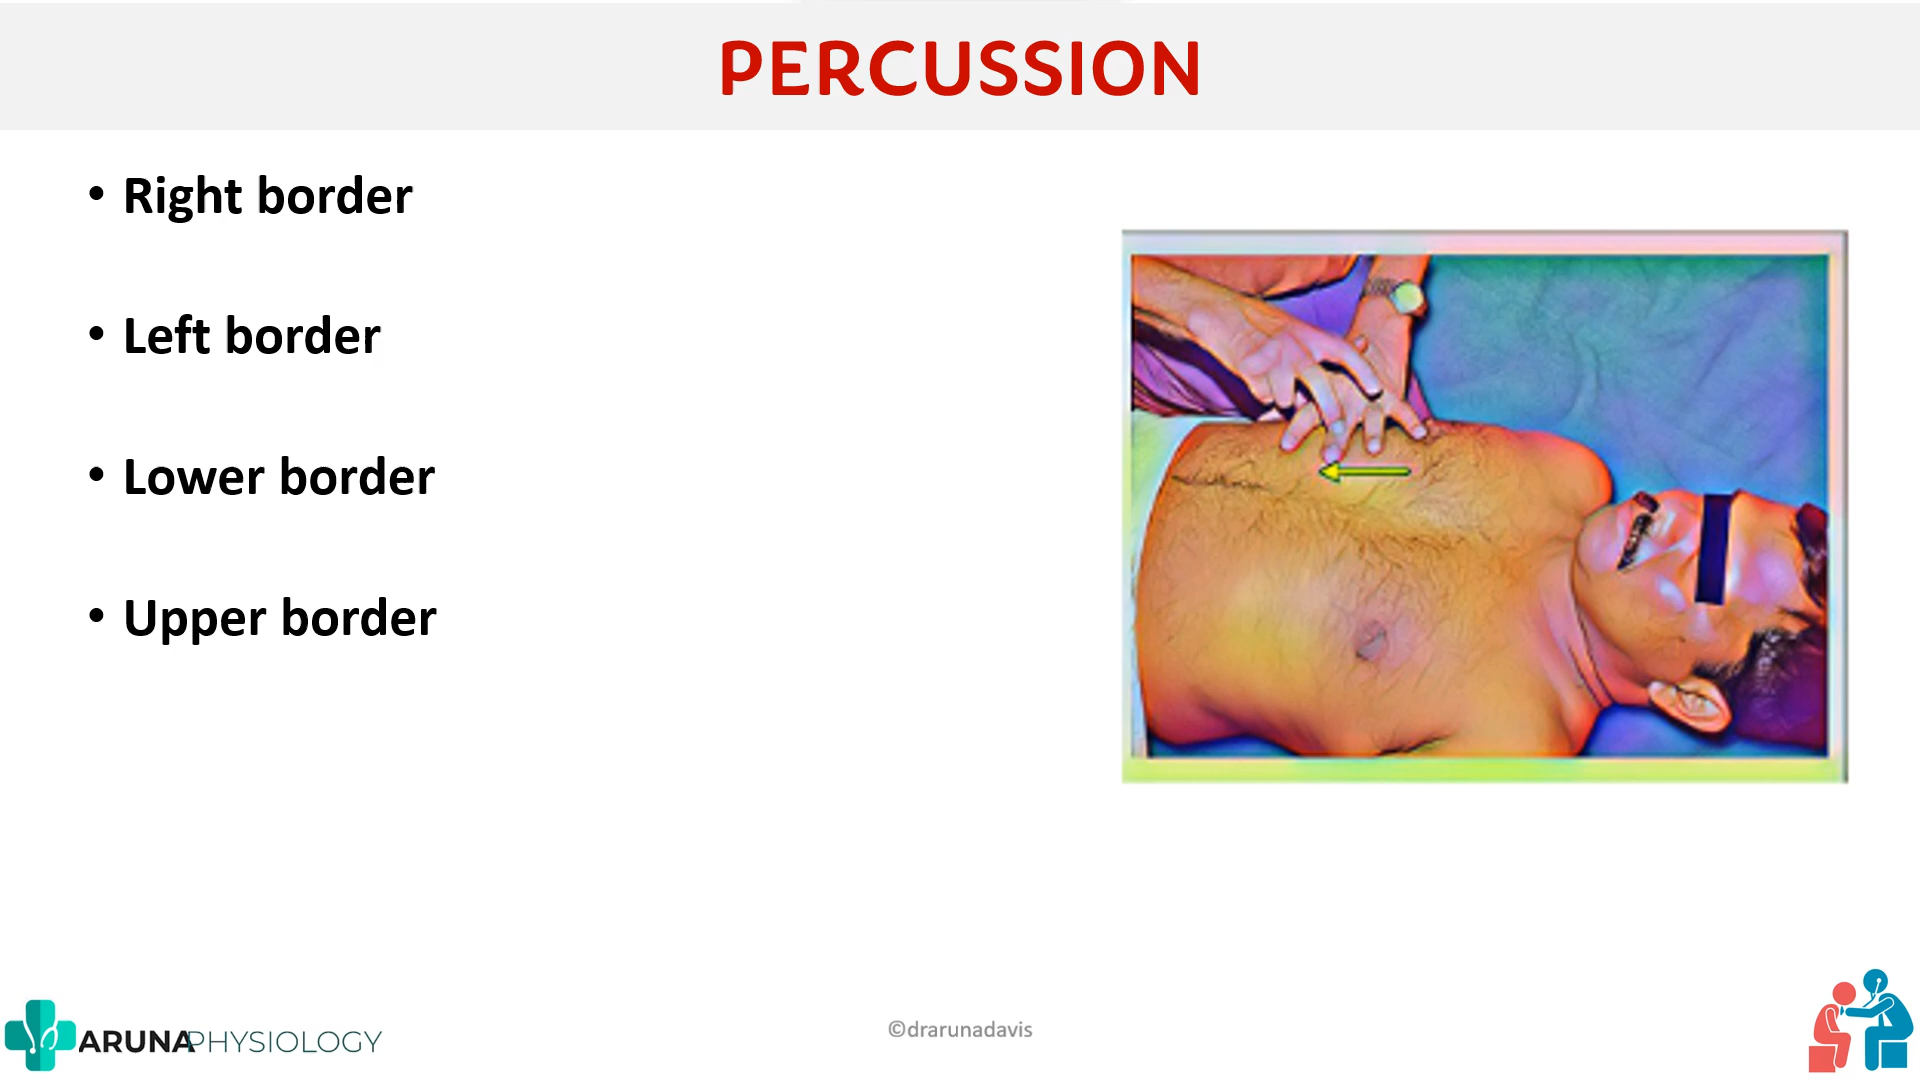 PERCUSSION
• Right border
• Left border
• Lower border
• Upper border
ARUNAPHYSIOLOGY
©drarunadavis